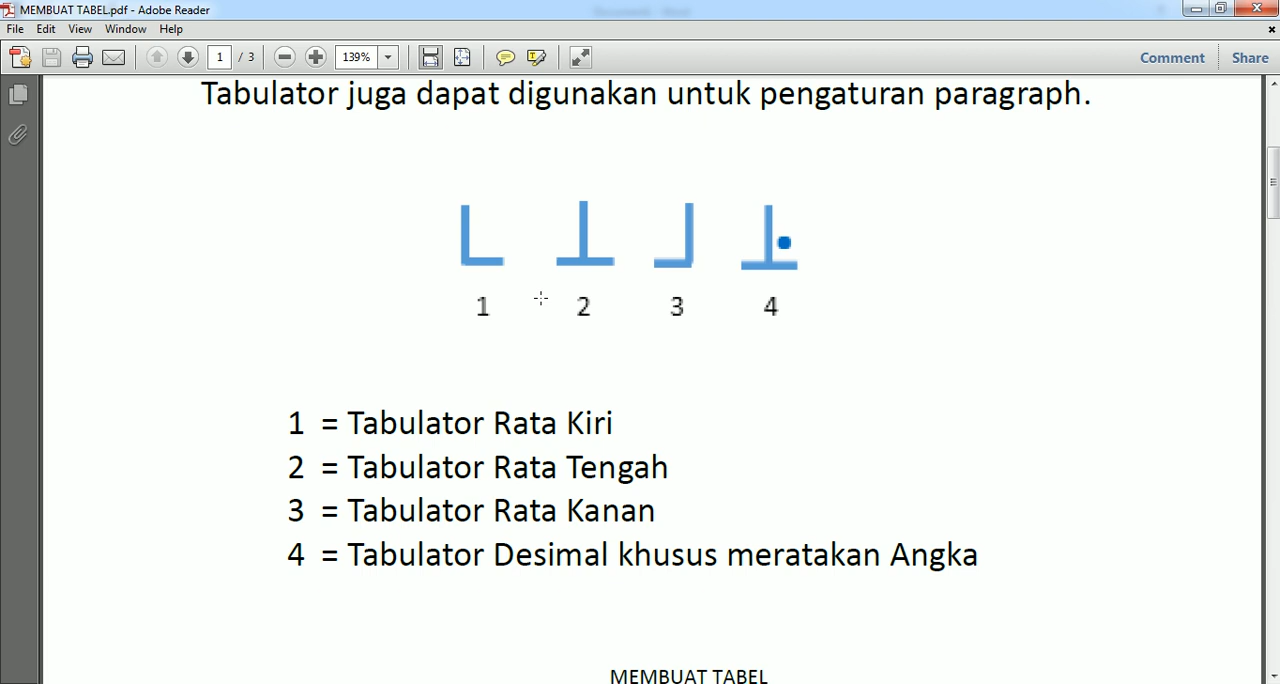 MEMBUAT TABEL.pdf - Adobe Reader
File Edit View Window Help
1 / 3 139% Comment Share
Tabulator juga dapat digunakan untuk pengaturan paragraph.
1 2 3 4
1 = Tabulator Rata Kiri
2 = Tabulator Rata Tengah
3 = Tabulator Rata Kanan
4 = Tabulator Desimal khusus meratakan Angka
MEMBUAT TABEL